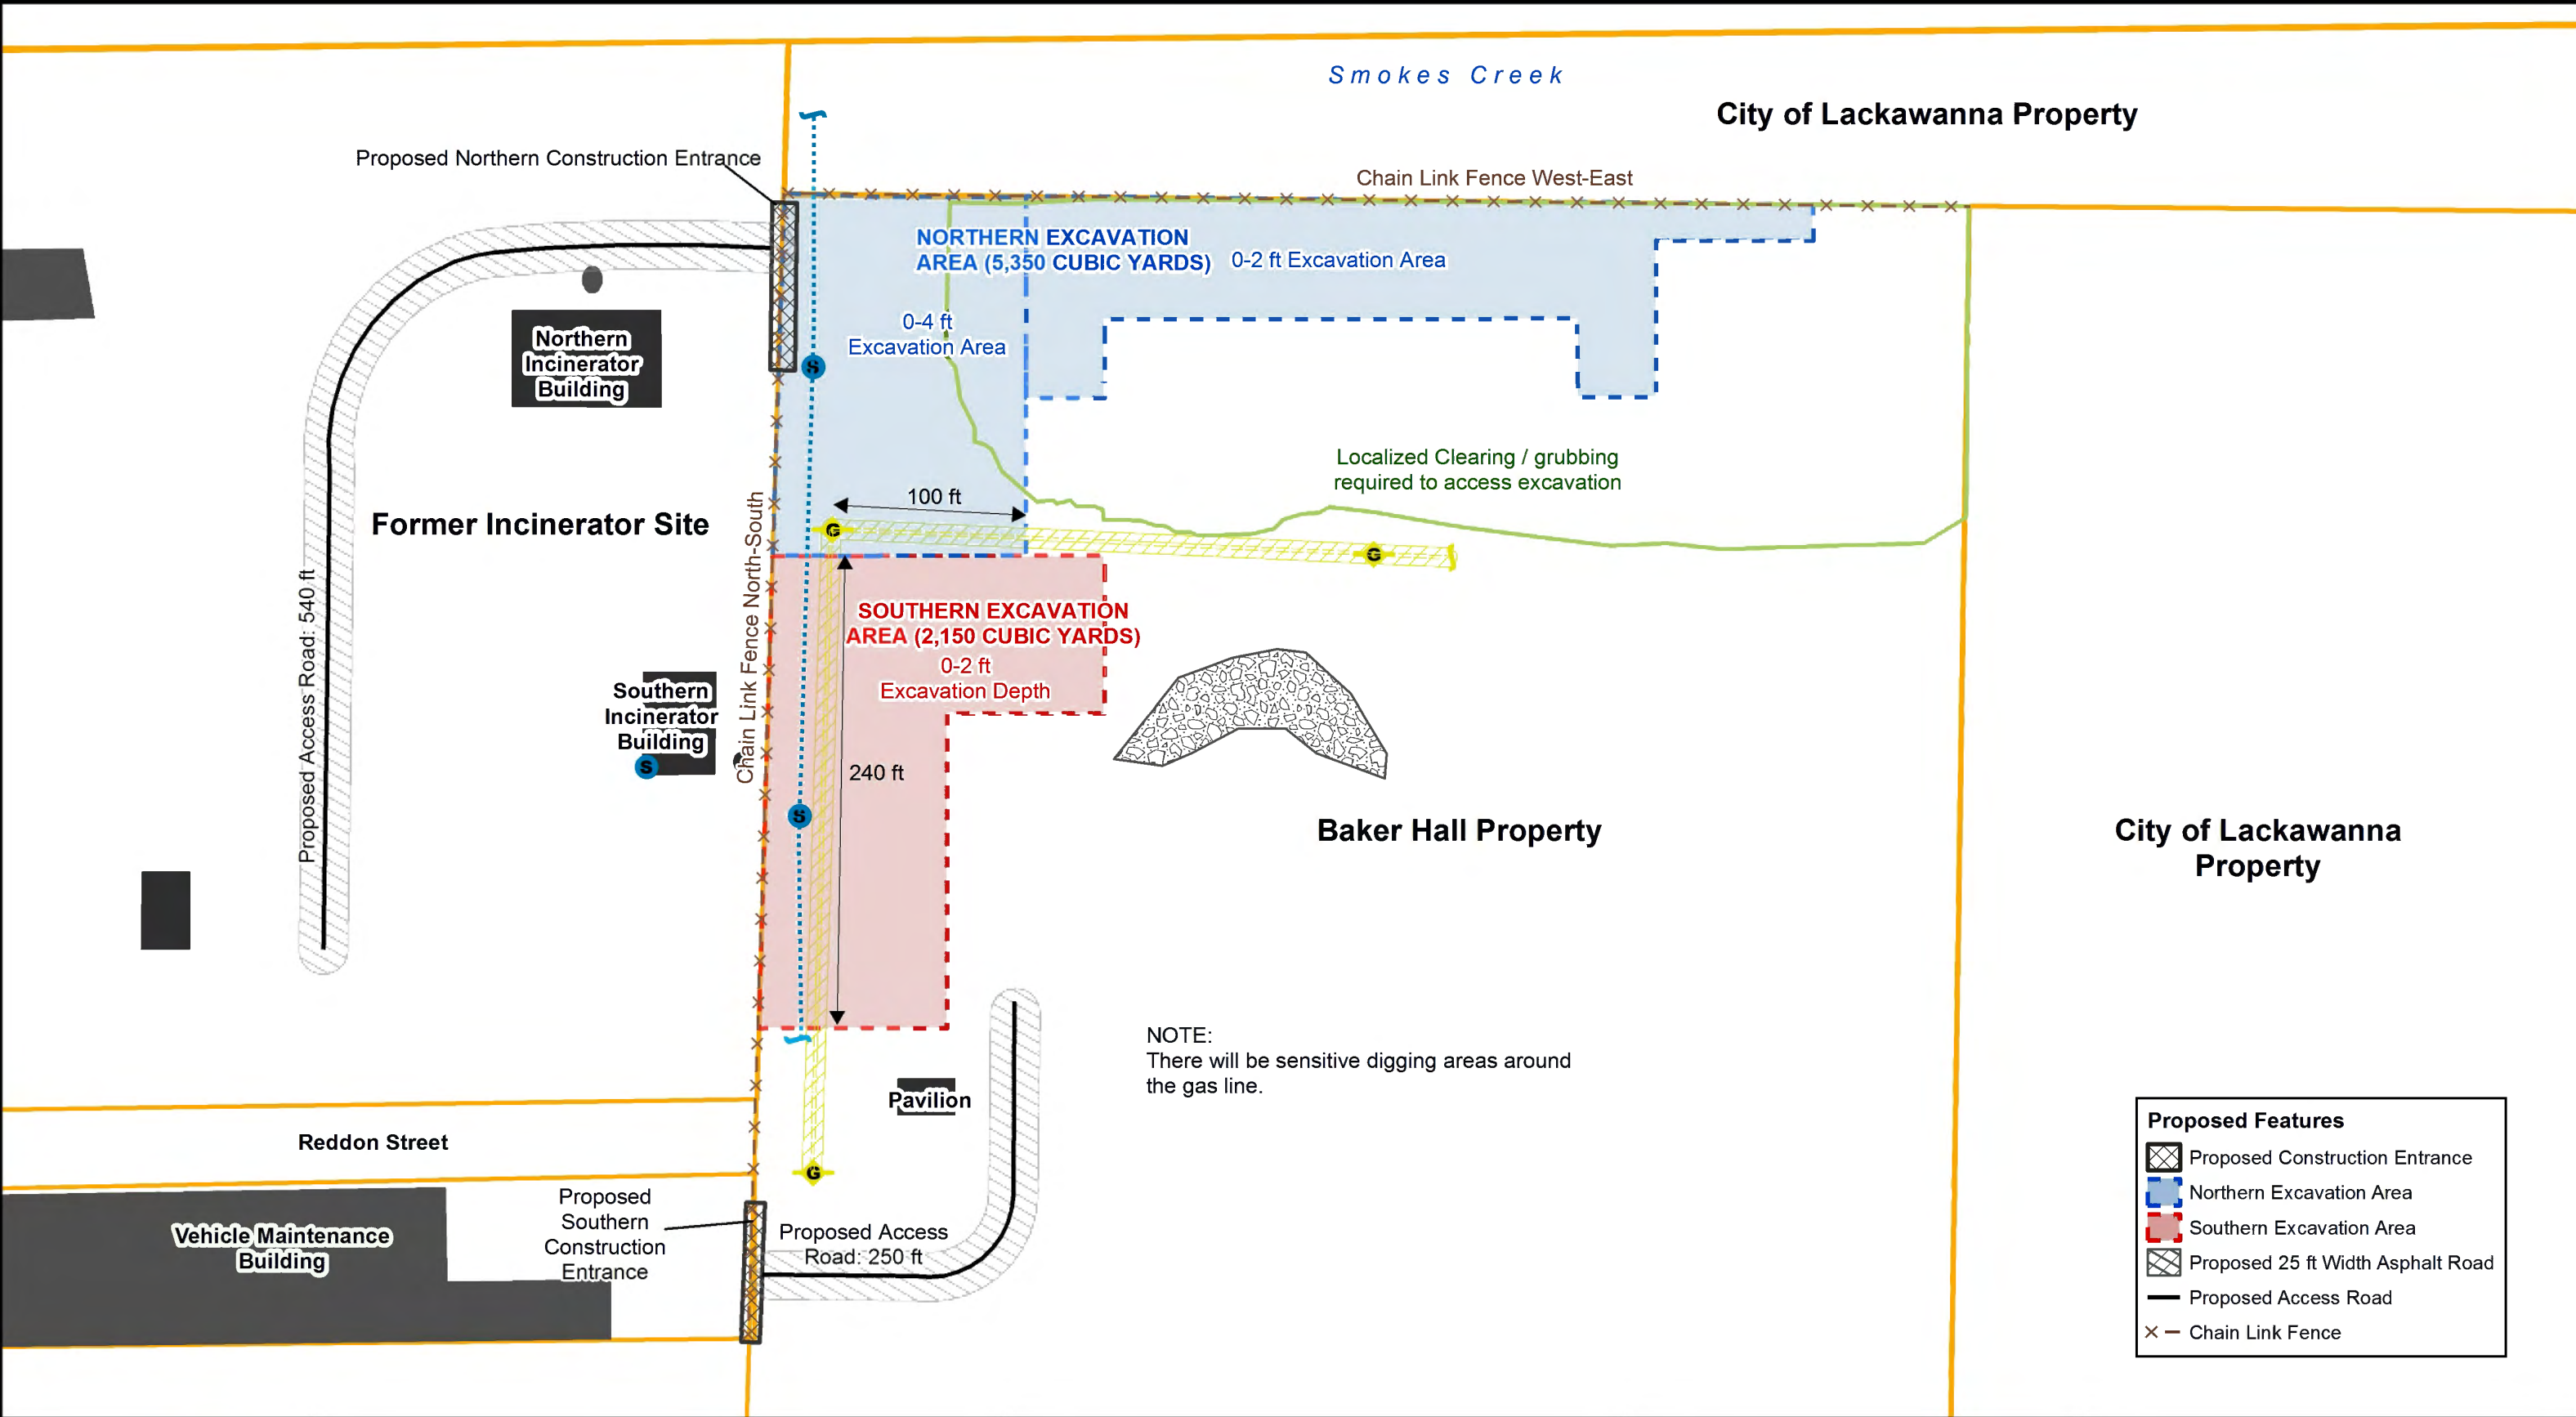 Smokes Creek
City of Lackawanna Property
Proposed Northern Construction Entrance
Chain Link Fence West-East
NORTHERN EXCAVATION
AREA (5,350 CUBIC YARDS)
0-2 ft Excavation Area
0-4 ft
Excavation Area
S
Northern
Incinerator
Building
Localized Clearing / grubbing
required to access excavation
100 ft
Former Incinerator Site
G
G
Chain Link Fence North-South
Proposed Access Road: 540 ft
SOUTHERN EXCAVATION
AREA (2,150 CUBIC YARDS)
0-2 ft
Excavation Depth
Southern
Incinerator
Building
S
240 ft
S
Baker Hall Property
City of Lackawanna
Property
NOTE:
There will be sensitive digging areas around
the gas line.
Pavilion
Reddon Street
G
Vehicle Maintenance
Building
Proposed
Southern
Construction
Entrance
Proposed Access
Road: 250 ft
Proposed Features
Proposed Construction Entrance
Northern Excavation Area
Southern Excavation Area
Proposed 25 ft Width Asphalt Road
Proposed Access Road
Chain Link Fence